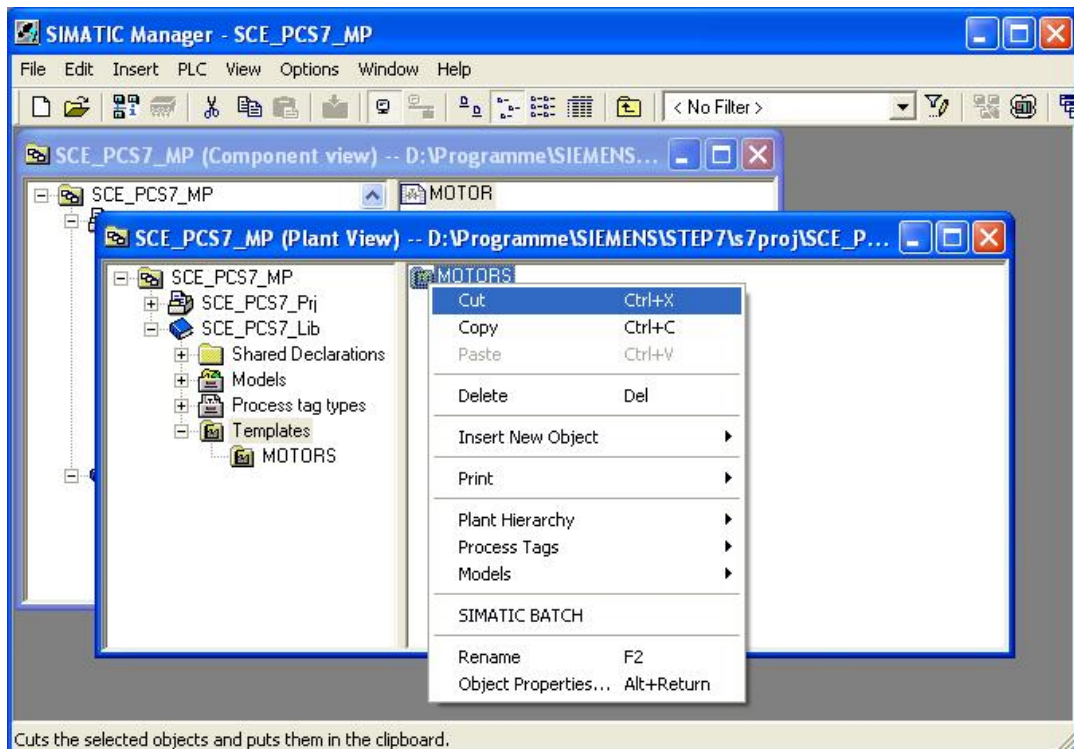 SIMATIC Manager - SCE_PCS7_MP
File Edit Insert PLC View Options Window Help
< No Filter >
SCE_PCS7_MP (Component view) -- D:\Programme\SIEMENS...
SCE_PCS7_MP
MOTOR
SCE_PCS7_MP (Plant View) -- D:\Programme\SIEMENS\STEP7\s7proj\SCE_P...
SCE_PCS7_MP
SCE_PCS7_Prj
SCE_PCS7_Lib
Shared Declarations
Models
Process tag types
Templates
MOTORS
MOTORS
Cut Ctrl+X
Copy Ctrl+C
Paste Ctrl+V
Delete Del
Insert New Object
Print
Plant Hierarchy
Process Tags
Models
SIMATIC BATCH
Rename F2
Object Properties... Alt+Return
Cuts the selected objects and puts them in the clipboard.